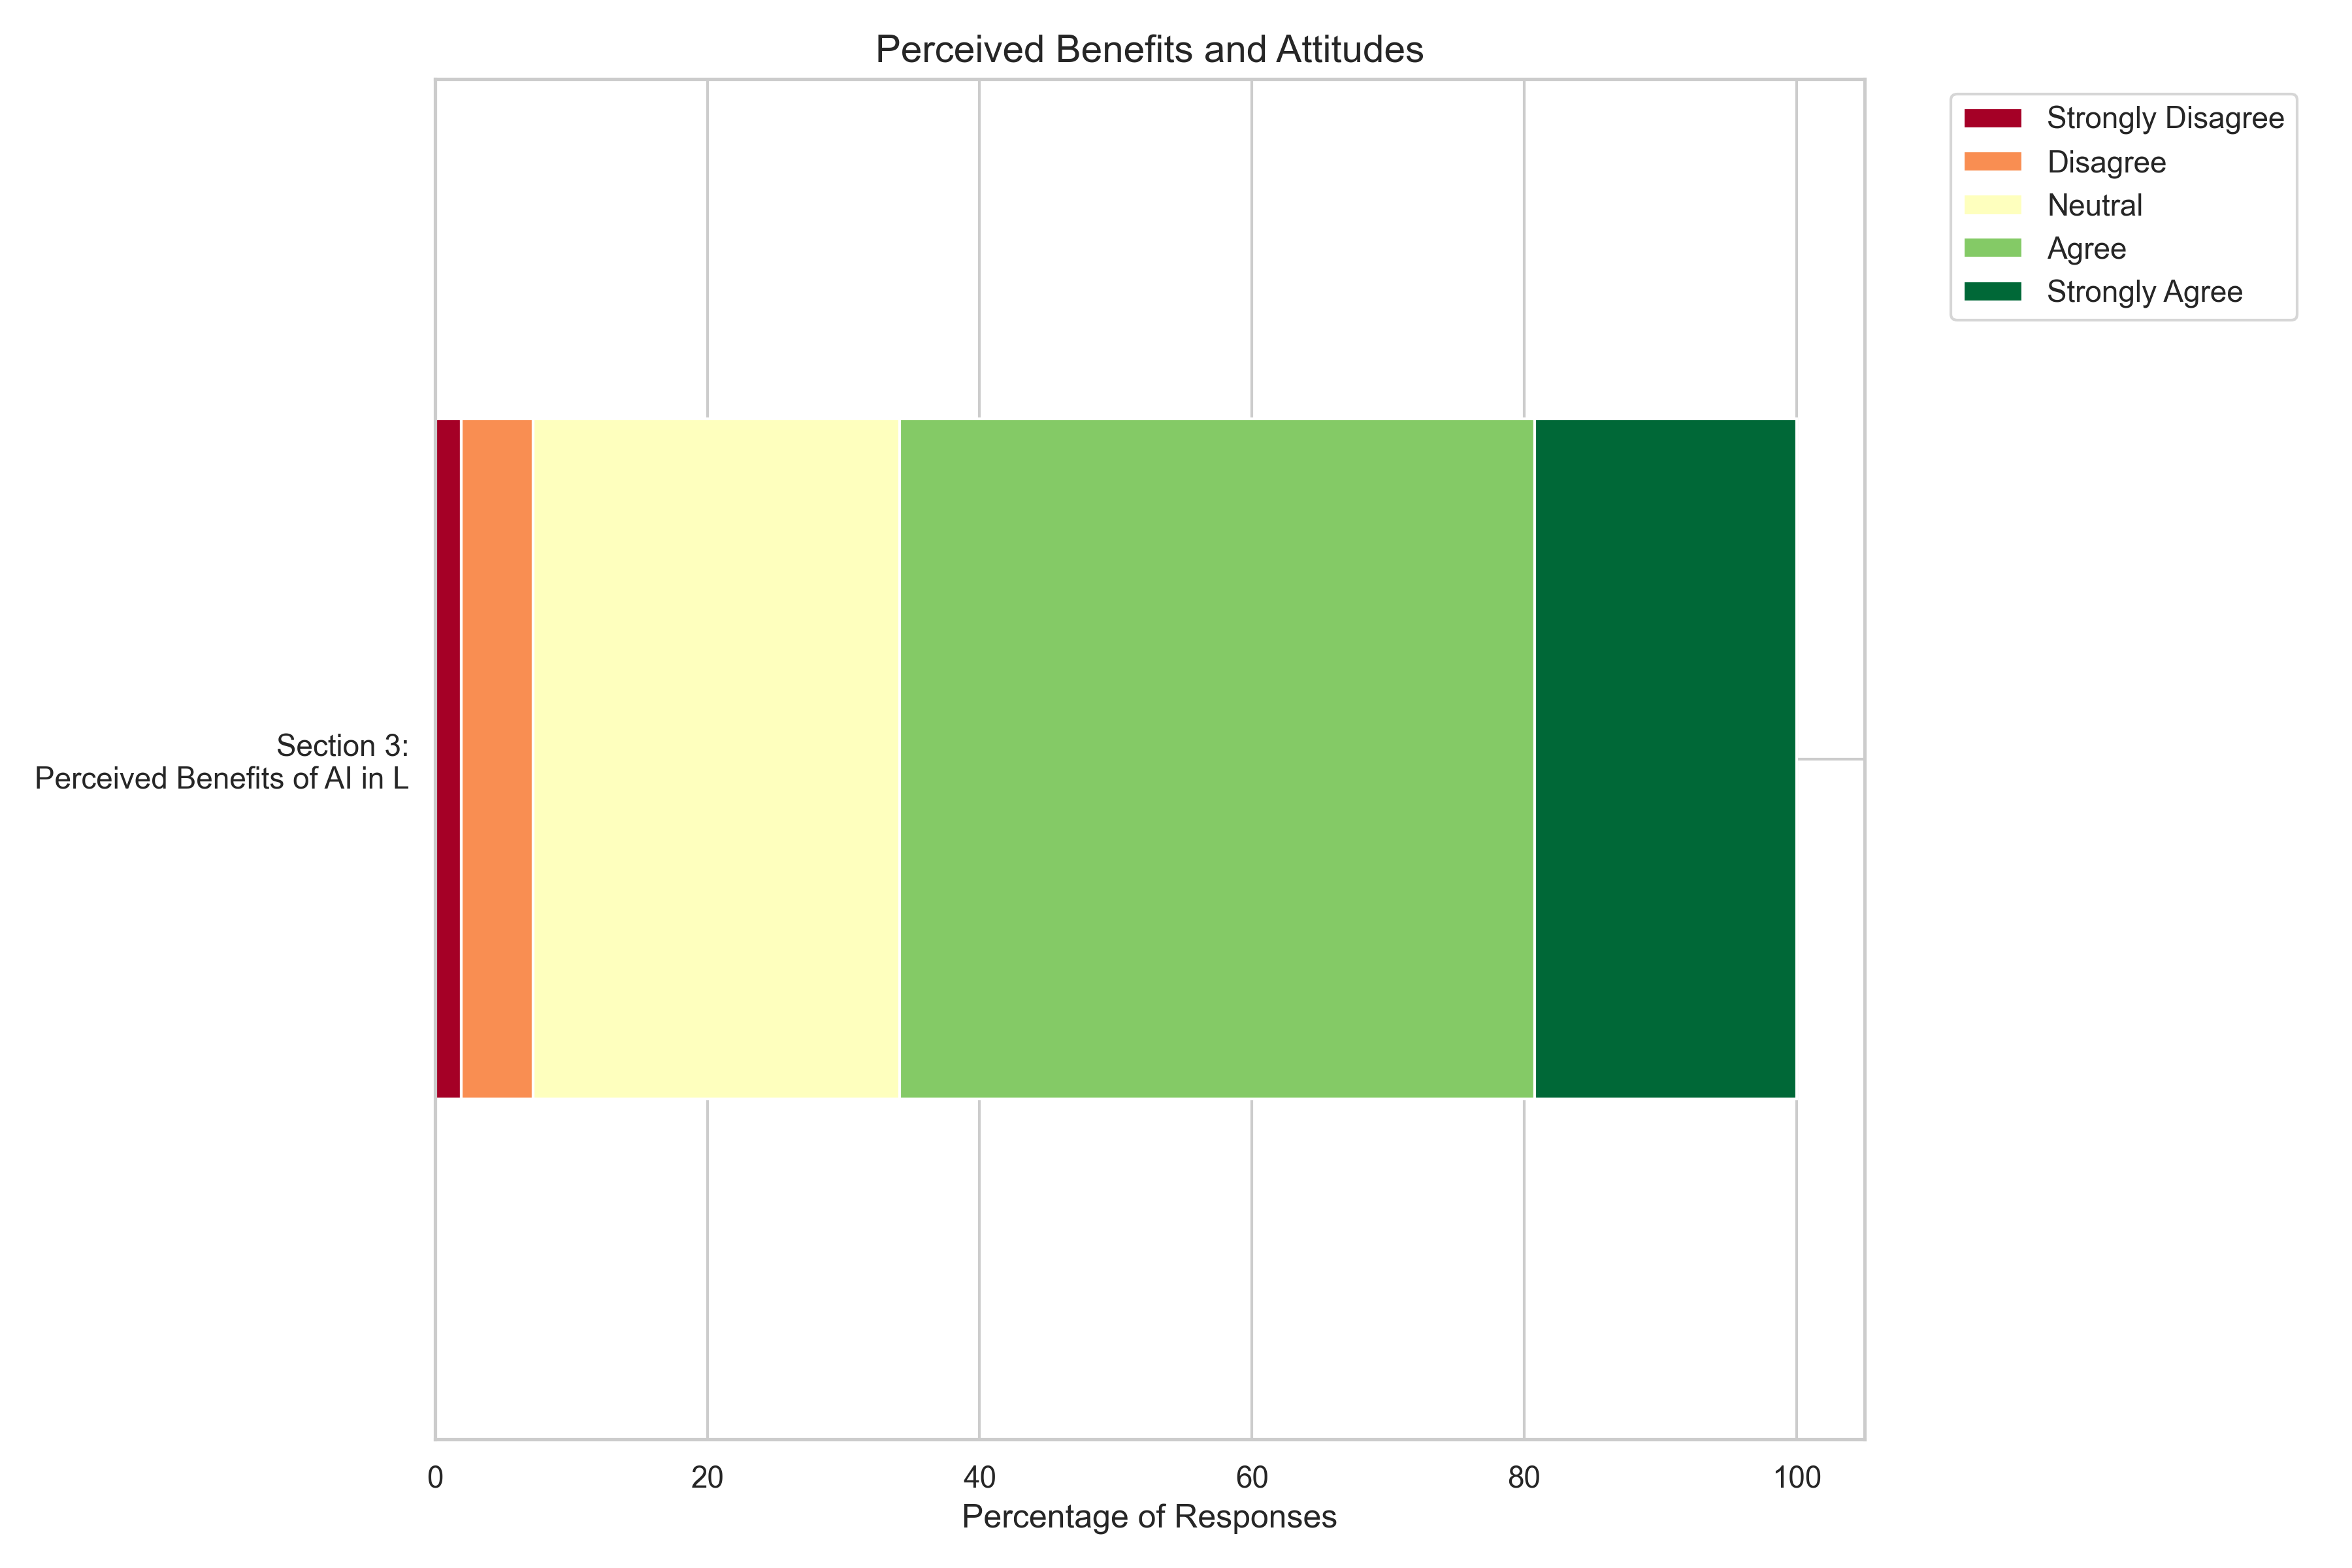 Perceived Benefits and Attitudes
Strongly Disagree
Disagree
Neutral
Agree
Strongly Agree
Section 3:
Perceived Benefits of AI in L
0 20 40 60 80 100
Percentage of Responses